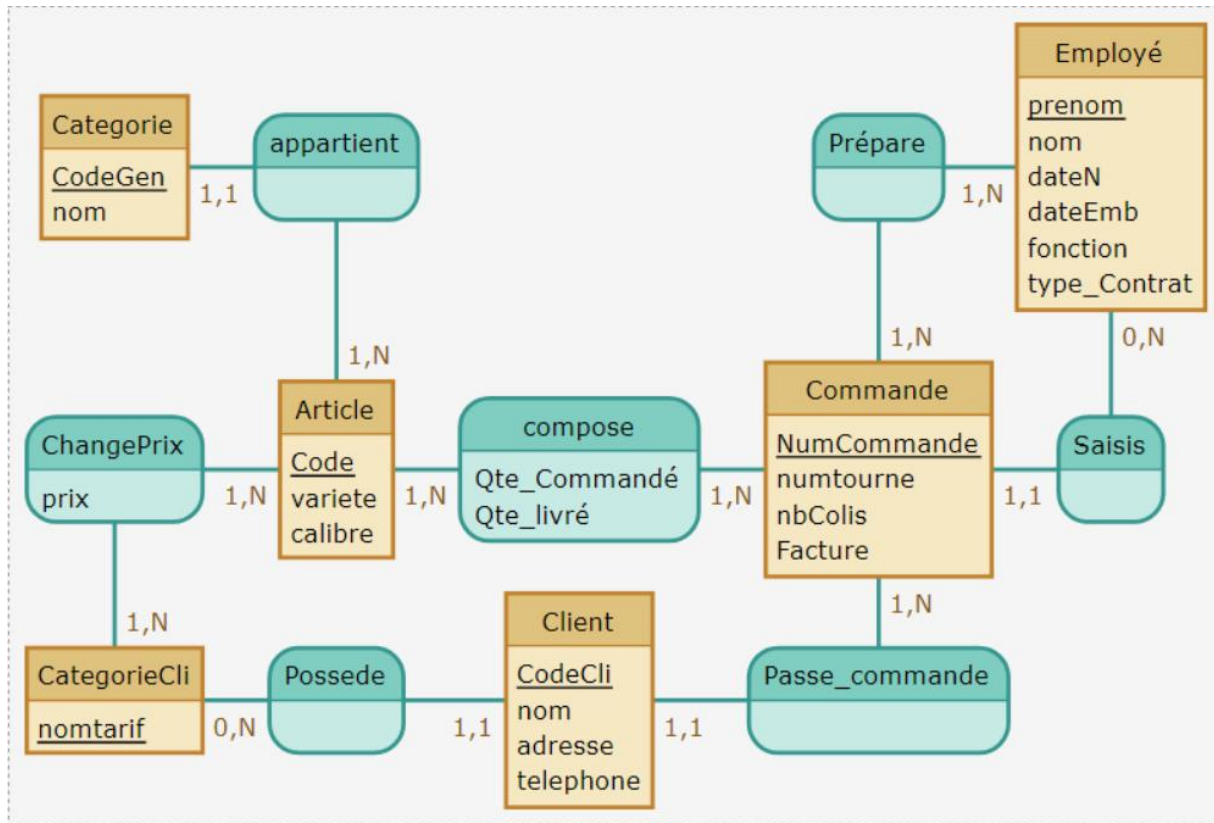 Categorie
CodeGen
nom
1,1
appartient
1,N
Prépare
1,N
1,N
Employé
prenom
nom
dateN
dateEmb
fonction
type_Contrat
0,N
ChangePrix
prix
1,N
1,N
Article
Code
variete
calibre
1,N
compose
Qte_Commandé
Qte_livré
1,N
Commande
NumCommande
numtourne
nbColis
Facture
1,1
1,N
Saisis
CategorieCli
nomtarif
0,N
Possede
1,1
Client
CodeCli
nom
adresse
telephone
1,1
Passe_commande